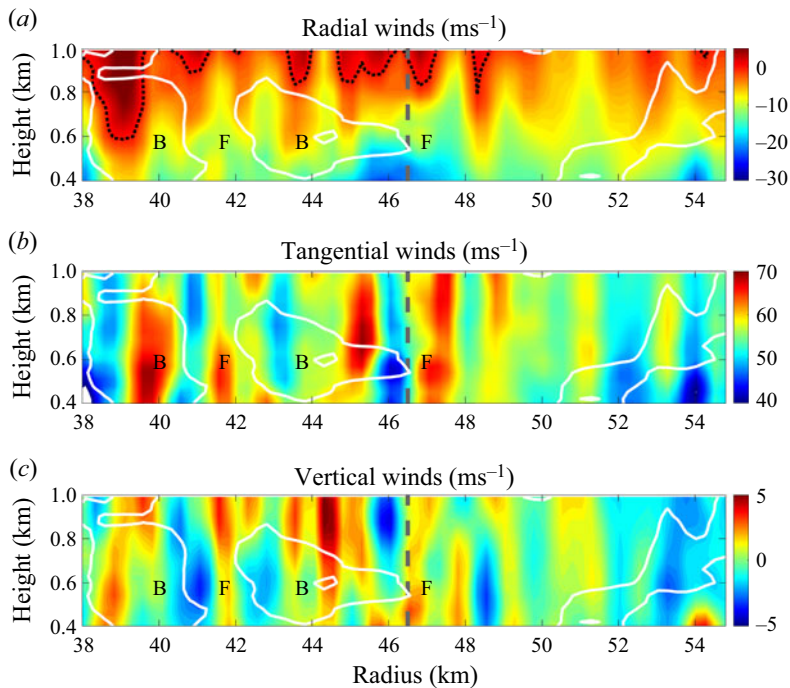 (a) Radial winds (ms–1)
1.0
0.8
0.6
0.4
Height (km)
B F B F
0
–10
–20
–30
38 40 42 44 46 48 50 52 54
(b) Tangential winds (ms–1)
1.0
0.8
0.6
0.4
Height (km)
B F B F
70
60
50
40
38 40 42 44 46 48 50 52 54
(c) Vertical winds (ms–1)
1.0
0.8
0.6
0.4
Height (km)
B F B F
5
0
–5
38 40 42 44 46 48 50 52 54
Radius (km)